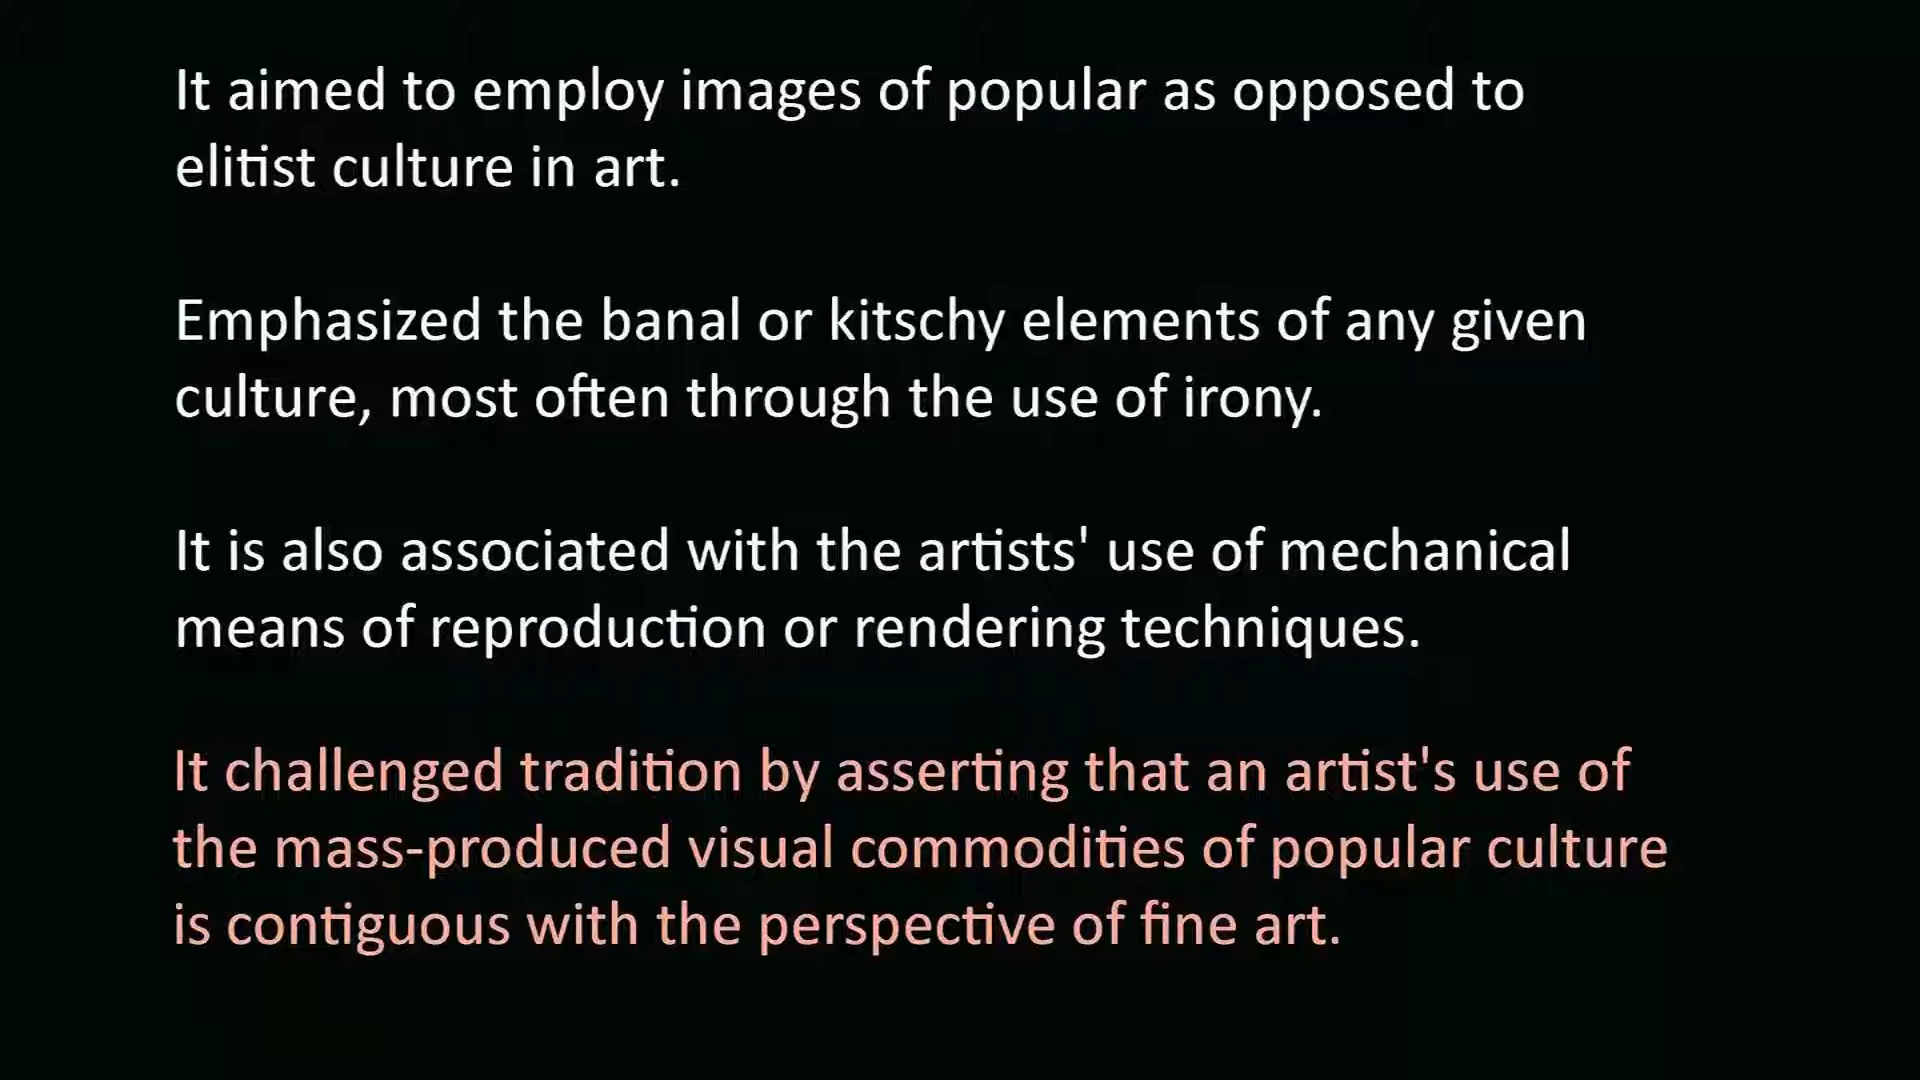 It aimed to employ images of popular as opposed to
elitist culture in art.
Emphasized the banal or kitschy elements of any given
culture, most often through the use of irony.
It is also associated with the artists' use of mechanical
means of reproduction or rendering techniques.
It challenged tradition by asserting that an artist's use of
the mass-produced visual commodities of popular culture
is contiguous with the perspective of fine art.